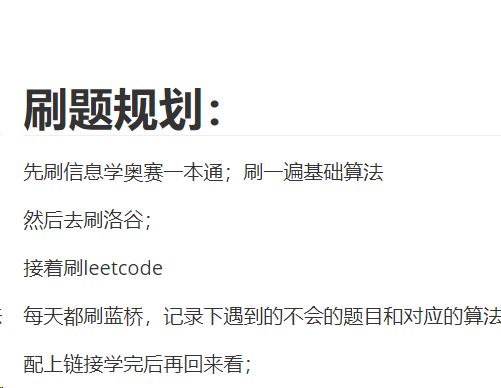 刷题规划：
先刷信息学奥赛一本通；刷一遍基础算法
然后去刷洛谷；
接着刷leetcode
每天都刷蓝桥，记录下遇到的不会的题目和对应的算法
配上链接学完后再回来看；